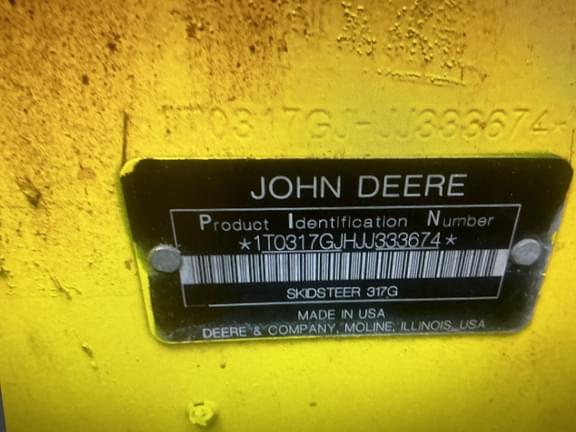 1T0317GJHJJ333674
JOHN DEERE
Product Identification Number
*1T0317GJHJJ333674*
SKIDSTEER 317G
MADE IN USA
DEERE & COMPANY, MOLINE, ILLINOIS, USA